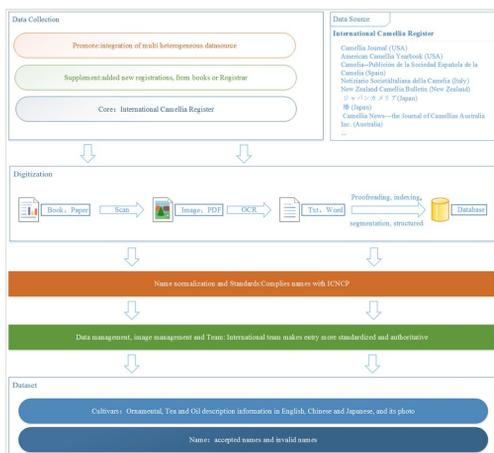 Data Collection
Promote:integration of multi heterogeneous datasource
Supplement:added new registrations, from books or Registrar
Core：International Camellia Register
Data Source
International Camellia Register
Camellia Journal (USA)
American Camellia Yearbook (USA)
Camelia--Publición de la Sociedad Española de la
Camelia (Spain)
Notiziario SocietàItaliana della Camelia (Italy)
New Zealand Camellia Bulletin (New Zealand)
ジャパンカメリア(Japan)
椿 (Japan)
Camellia News—the Journal of Camellias Australia
Inc. (Australia)
...
Digitization
Book、Paper
Scan
Image、PDF
OCR
Txt、Word
Proofreading, indexing,
segmentation, structured
Database
Name normalization and Standards:Complies names with ICNCP
Data management, image management and Team: International team makes entry more standardized and authoritative
Dataset
Cultivars：Ornamental, Tea and Oil description information in English, Chinese and Japanese, and its photo
Name：accepted names and invalid names